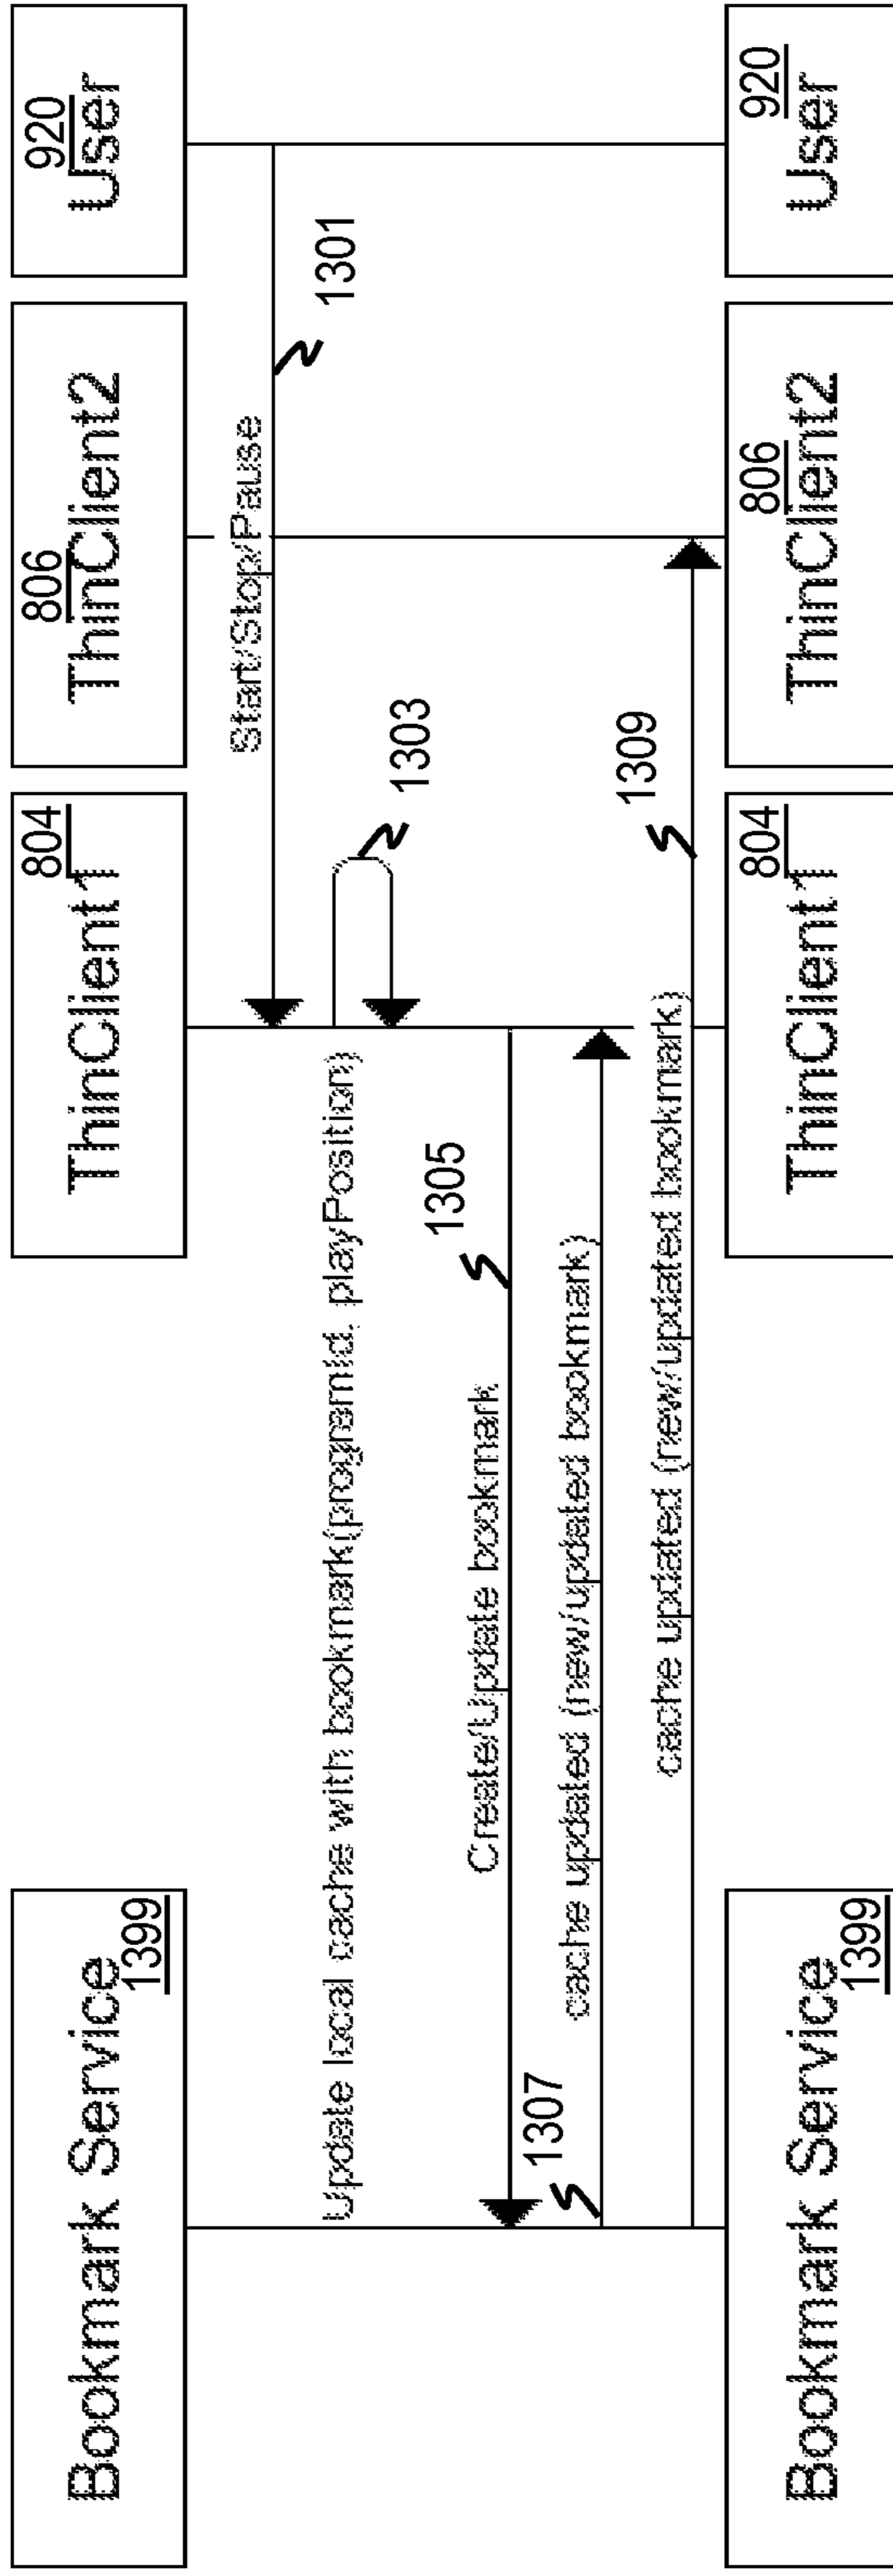 Bookmark Service
1399
ThinClient1
804
ThinClient2
806
User
920
Start/Stop/Pause
1301
Update local cache with bookmark(programId, playPosition)
1303
Create/Update bookmark
1305
cache updated (new/updated bookmark)
1307
cache updated (new/updated bookmark)
1309
Bookmark Service
1399
ThinClient1
804
ThinClient2
806
User
920